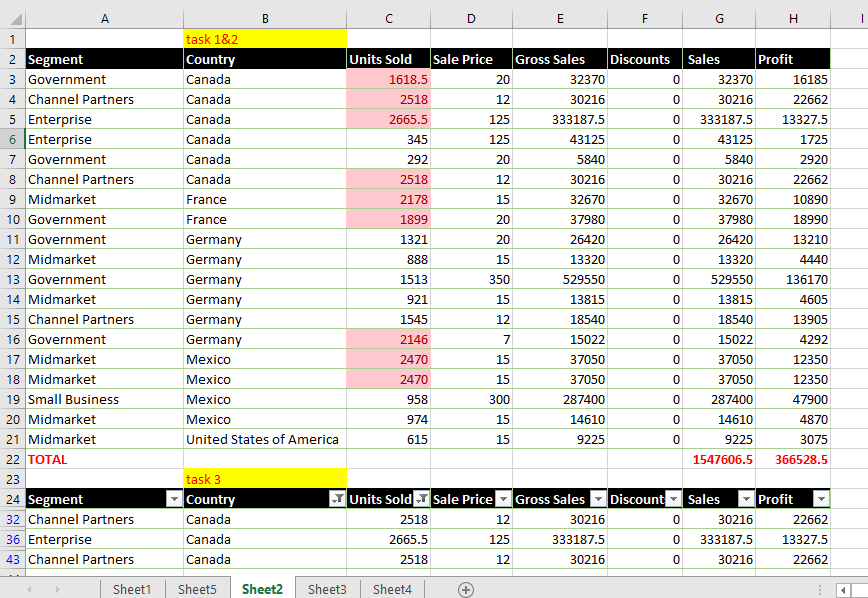 A B C D E F G H I
1 task 1&2
2 Segment Country Units Sold Sale Price Gross Sales Discounts Sales Profit
3 Government Canada 1618.5 20 32370 0 32370 16185
4 Channel Partners Canada 2518 12 30216 0 30216 22662
5 Enterprise Canada 2665.5 125 333187.5 0 333187.5 13327.5
6 Enterprise Canada 345 125 43125 0 43125 1725
7 Government Canada 292 20 5840 0 5840 2920
8 Channel Partners Canada 2518 12 30216 0 30216 22662
9 Midmarket France 2178 15 32670 0 32670 10890
10 Government France 1899 20 37980 0 37980 18990
11 Government Germany 1321 20 26420 0 26420 13210
12 Midmarket Germany 888 15 13320 0 13320 4440
13 Government Germany 1513 350 529550 0 529550 136170
14 Midmarket Germany 921 15 13815 0 13815 4605
15 Channel Partners Germany 1545 12 18540 0 18540 13905
16 Government Germany 2146 7 15022 0 15022 4292
17 Midmarket Mexico 2470 15 37050 0 37050 12350
18 Midmarket Mexico 2470 15 37050 0 37050 12350
19 Small Business Mexico 958 300 287400 0 287400 47900
20 Midmarket Mexico 974 15 14610 0 14610 4870
21 Midmarket United States of America 615 15 9225 0 9225 3075
22 TOTAL 1547606.5 366528.5
23 task 3
24 Segment Country Units Sold Sale Price Gross Sales Discount Sales Profit
32 Channel Partners Canada 2518 12 30216 0 30216 22662
36 Enterprise Canada 2665.5 125 333187.5 0 333187.5 13327.5
43 Channel Partners Canada 2518 12 30216 0 30216 22662
Sheet1 Sheet5 Sheet2 Sheet3 Sheet4